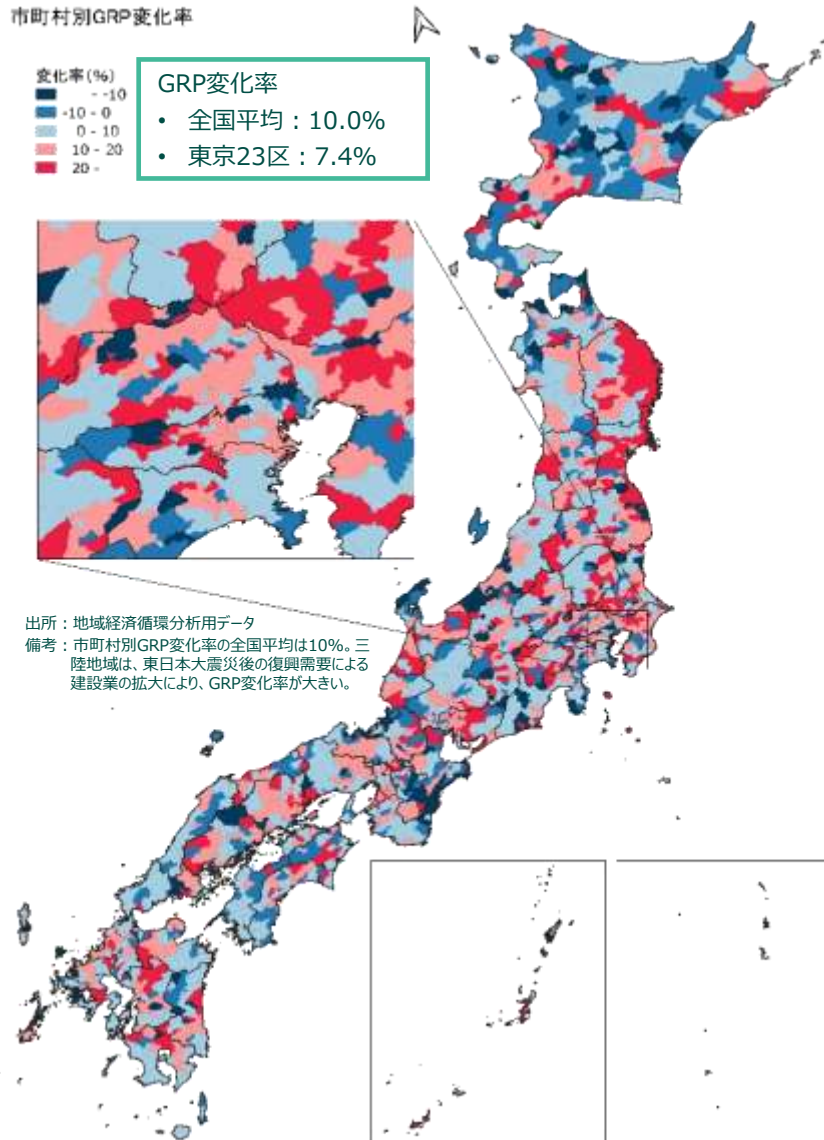 市町村別GRP変化率
変化率(%)
- -10
-10 - 0
0 - 10
10 - 20
20 -
GRP変化率
• 全国平均：10.0%
• 東京23区：7.4%
出所：地域経済循環分析用データ
備考：市町村別GRP変化率の全国平均は10%。三
陸地域は、東日本大震災後の復興需要による
建設業の拡大により、GRP変化率が大きい。